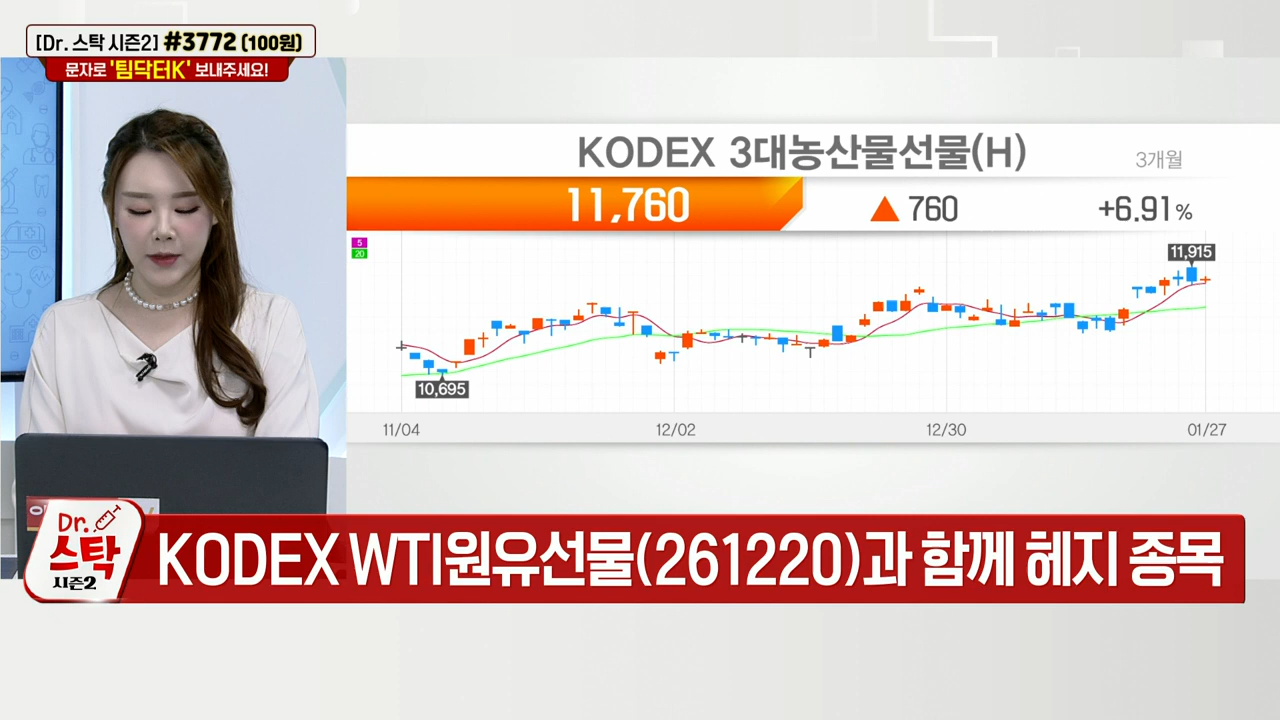 [Dr. 스탁 시즌2] #3772 (100원)
문자로 '팀닥터K' 보내주세요!
KODEX 3대농산물선물(H)
3개월
11,760
▲ 760
+6.91%
5
20
11,915
10,695
11/04
12/02
12/30
01/27
Dr.
스탁
시즌2
KODEX WTI원유선물(261220)과 함께 헤지 종목